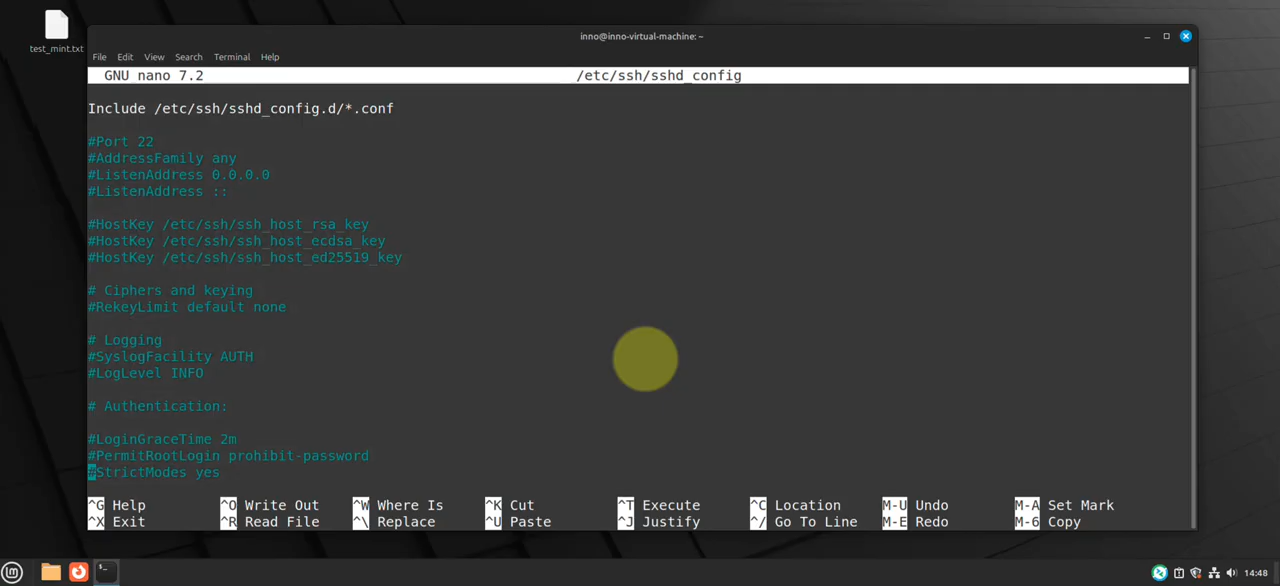 test_mint.txt
inno@inno-virtual-machine: ~
File Edit View Search Terminal Help
GNU nano 7.2 /etc/ssh/sshd_config
Include /etc/ssh/sshd_config.d/*.conf
#Port 22
#AddressFamily any
#ListenAddress 0.0.0.0
#ListenAddress ::
#HostKey /etc/ssh/ssh_host_rsa_key
#HostKey /etc/ssh/ssh_host_ecdsa_key
#HostKey /etc/ssh/ssh_host_ed25519_key
# Ciphers and keying
#RekeyLimit default none
# Logging
#SyslogFacility AUTH
#LogLevel INFO
# Authentication:
#LoginGraceTime 2m
#PermitRootLogin prohibit-password
#StrictModes yes
^G Help ^O Write Out ^W Where Is ^K Cut ^T Execute ^C Location M-U Undo M-A Set Mark
^X Exit ^R Read File ^\ Replace ^U Paste ^J Justify ^/ Go To Line M-E Redo M-6 Copy
14:48